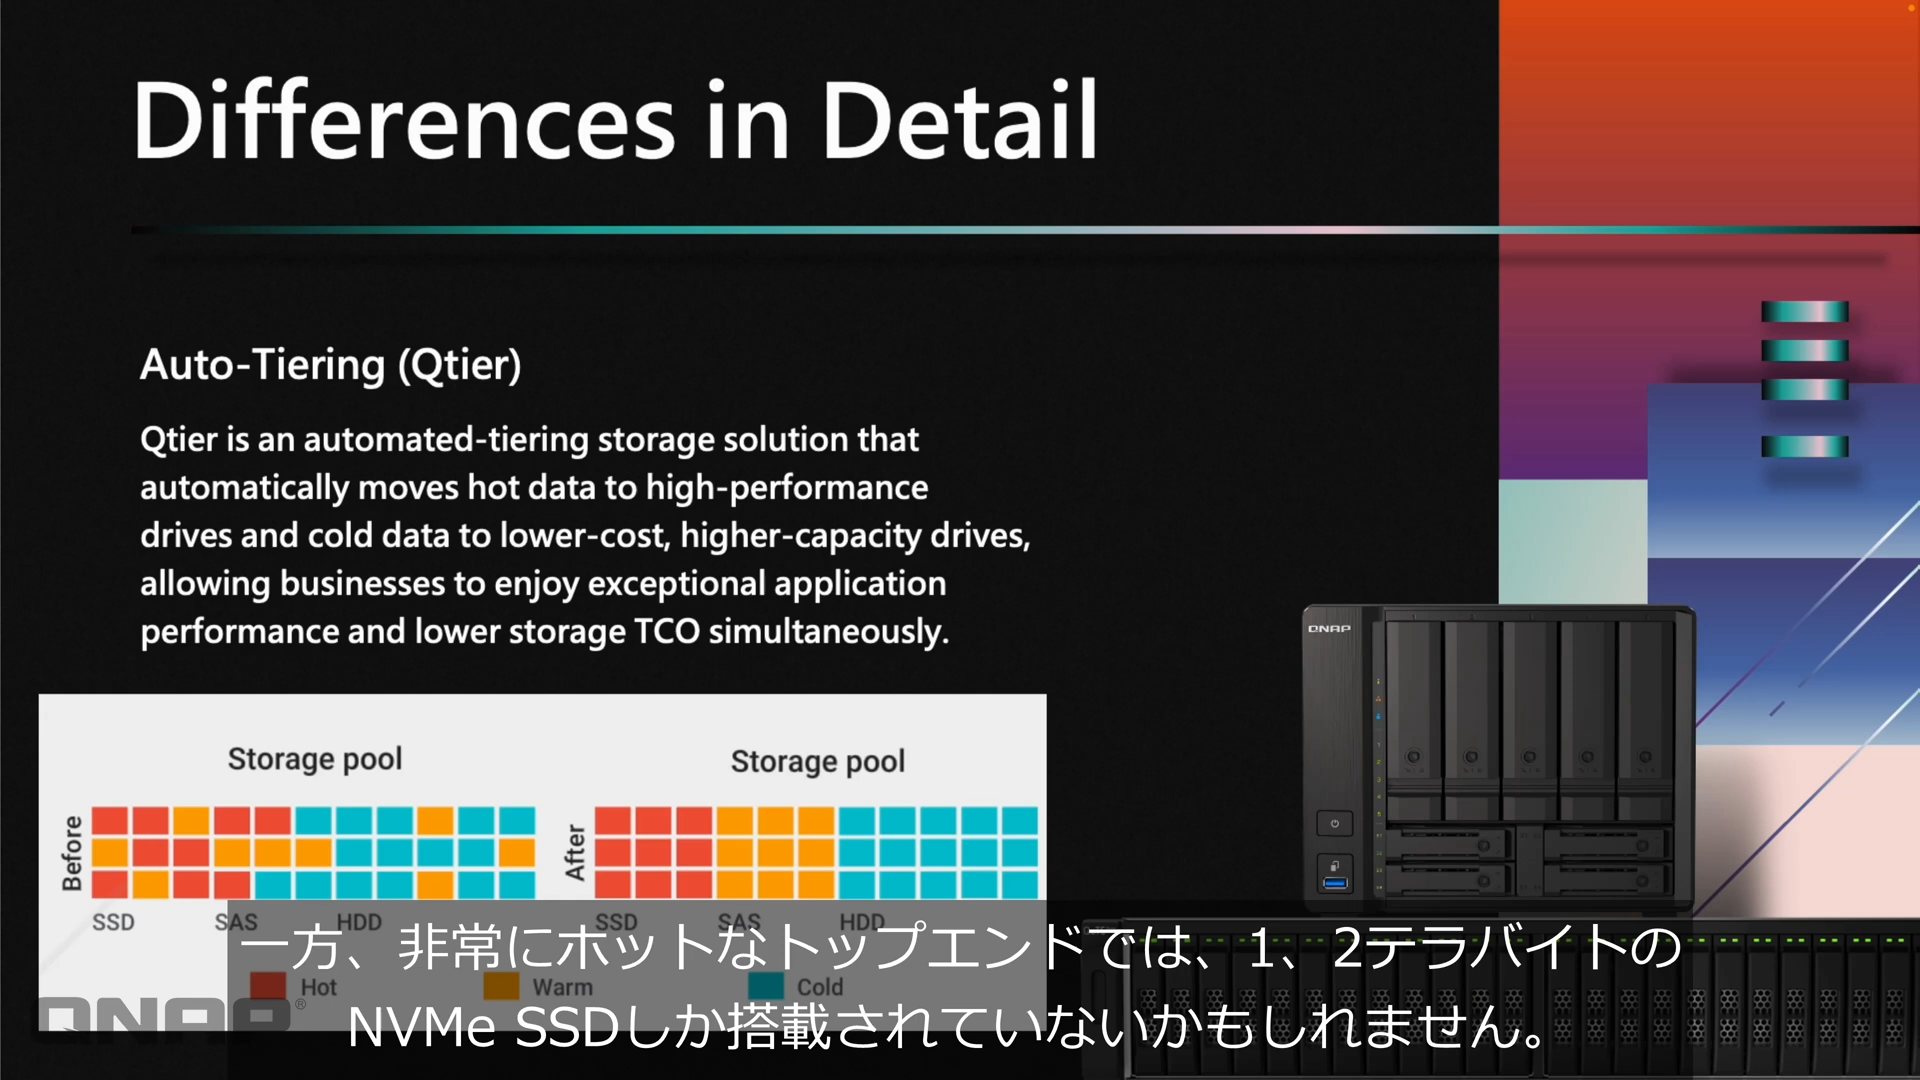 Differences in Detail
Auto-Tiering (Qtier)
Qtier is an automated-tiering storage solution that
automatically moves hot data to high-performance
drives and cold data to lower-cost, higher-capacity drives,
allowing businesses to enjoy exceptional application
performance and lower storage TCO simultaneously.
QNAP
Storage pool
Before
SSD SAS HDD
Storage pool
After
SSD SAS HDD
Hot Warm Cold
QNAP®
一方、非常にホットなトップエンドでは、1、2テラバイトの
NVMe SSDしか搭載されていないかもしれません。